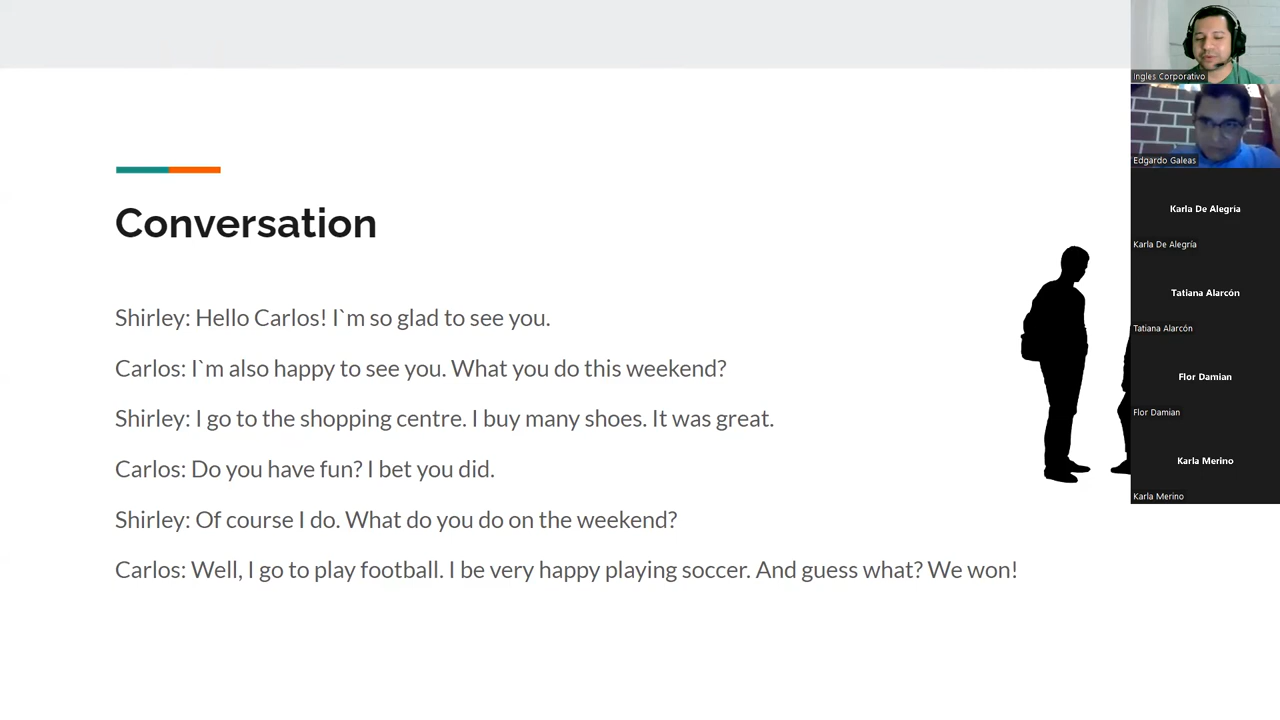 Conversation
Shirley: Hello Carlos! I`m so glad to see you.
Carlos: I`m also happy to see you. What you do this weekend?
Shirley: I go to the shopping centre. I buy many shoes. It was great.
Carlos: Do you have fun? I bet you did.
Shirley: Of course I do. What do you do on the weekend?
Carlos: Well, I go to play football. I be very happy playing soccer. And guess what? We won!
Ingles Corporativo
Edgardo Galeas
Karla De Alegría
Karla De Alegría
Tatiana Alarcón
Tatiana Alarcón
Flor Damian
Flor Damian
Karla Merino
Karla Merino